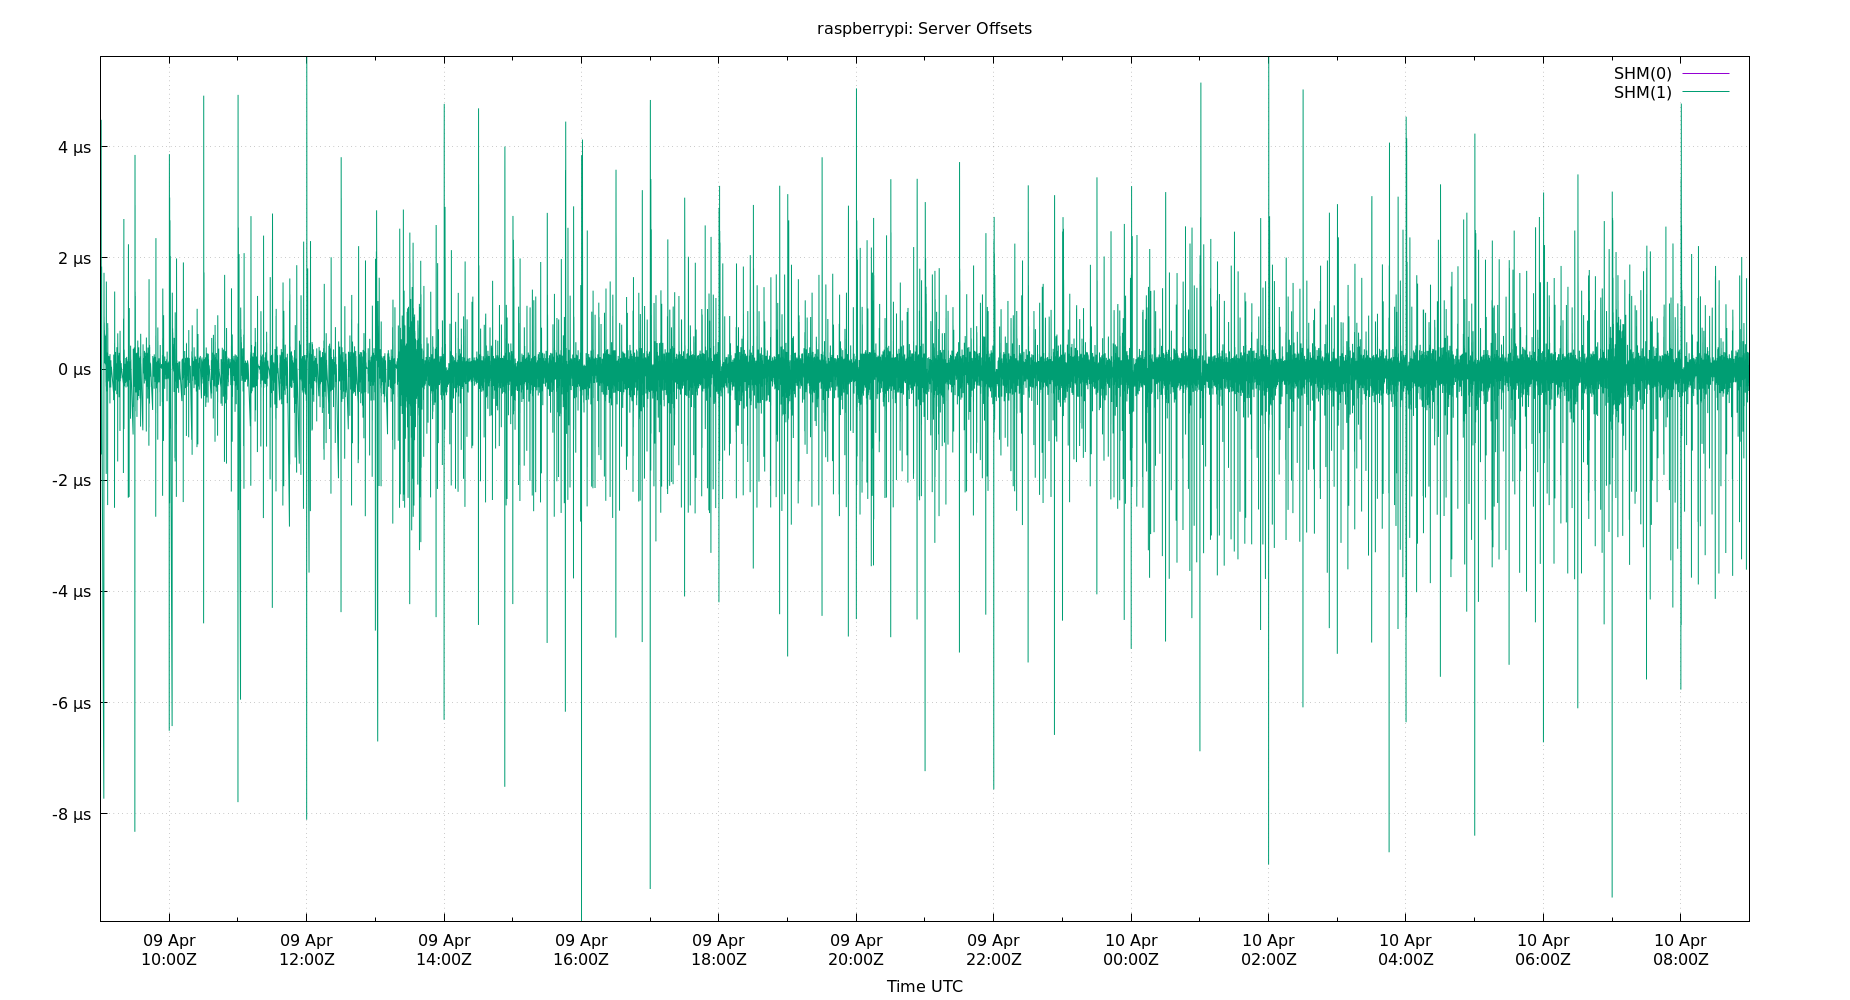 raspberrypi: Server Offsets
SHM(0)
SHM(1)
4 µs
2 µs
0 µs
-2 µs
-4 µs
-6 µs
-8 µs
09 Apr 09 Apr 09 Apr 09 Apr 09 Apr 09 Apr 09 Apr 10 Apr 10 Apr 10 Apr 10 Apr 10 Apr
10:00Z 12:00Z 14:00Z 16:00Z 18:00Z 20:00Z 22:00Z 00:00Z 02:00Z 04:00Z 06:00Z 08:00Z
Time UTC